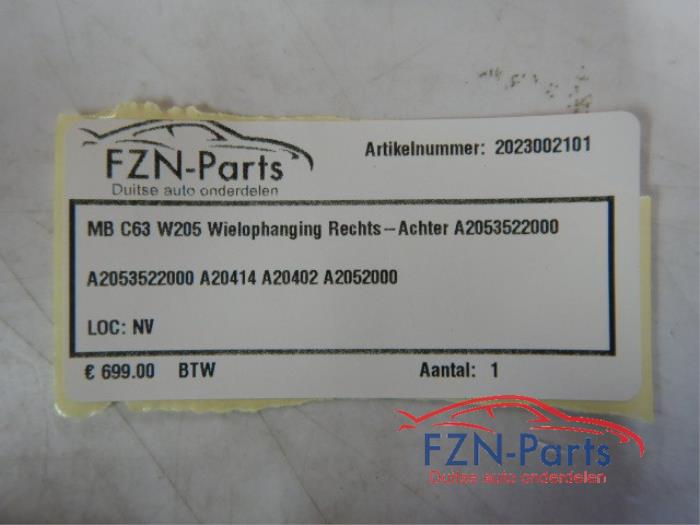 FZN-Parts
Duitse auto onderdelen
Artikelnummer: 2023002101
MB C63 W205 Wielophanging Rechts-Achter A2053522000
A2053522000 A20414 A20402 A2052000
LOC: NV
€ 699.00 BTW Aantal: 1
FZN-Parts
Duitse auto onderdelen